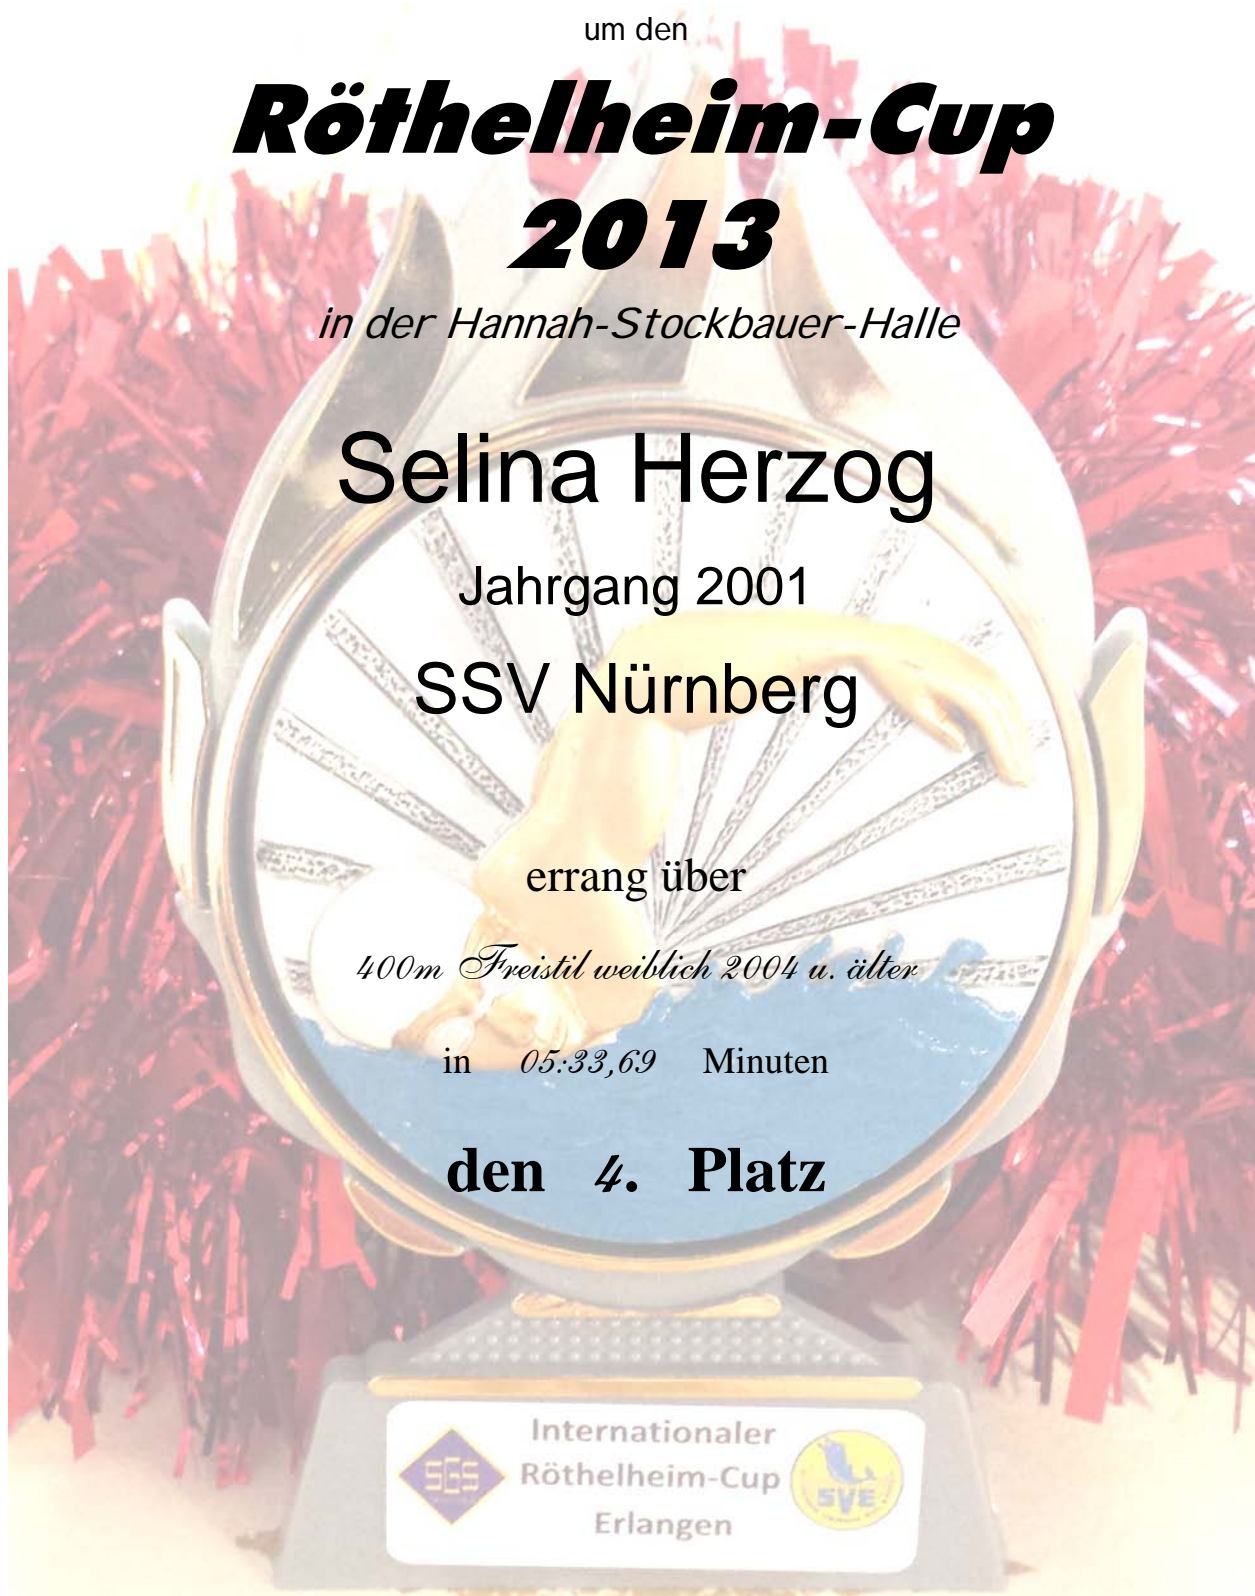 um den
Röthelheim-Cup
2013
in der Hannah-Stockbauer-Halle
Selina Herzog
Jahrgang 2001
SSV Nürnberg
errang über
400m Freistil weiblich 2004 u. älter
in 05:33,69 Minuten
den 4. Platz
Internationaler
SGS Röthelheim-Cup SVE
Erlangen